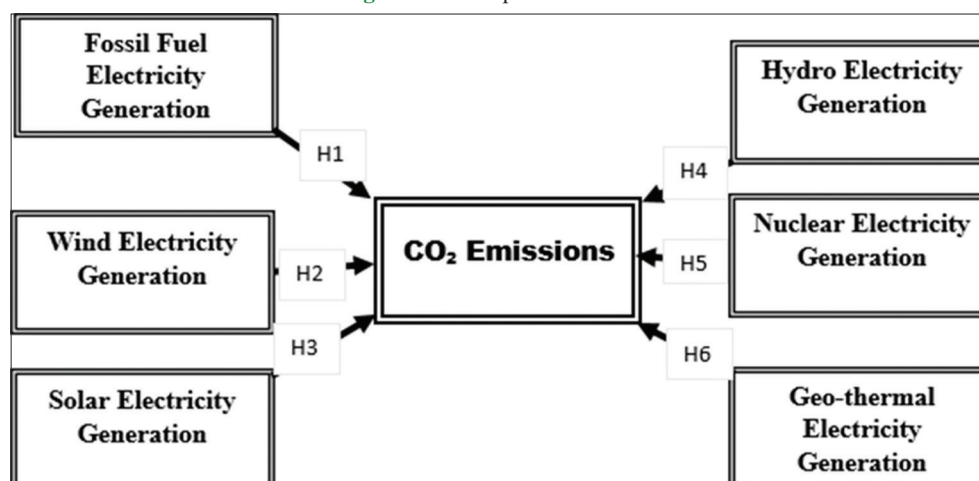 Fossil Fuel
Electricity
Generation
H1
Wind Electricity
Generation
H2
H3
Solar Electricity
Generation
CO₂ Emissions
Hydro Electricity
Generation
H4
Nuclear Electricity
Generation
H5
H6
Geo-thermal
Electricity
Generation